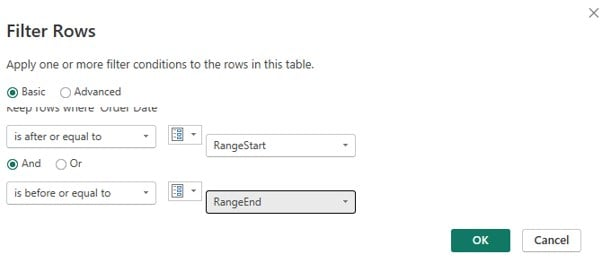 Filter Rows
Apply one or more filter conditions to the rows in this table.
Basic Advanced
Keep rows where 'Order Date'
is after or equal to RangeStart
And Or
is before or equal to RangeEnd
OK Cancel